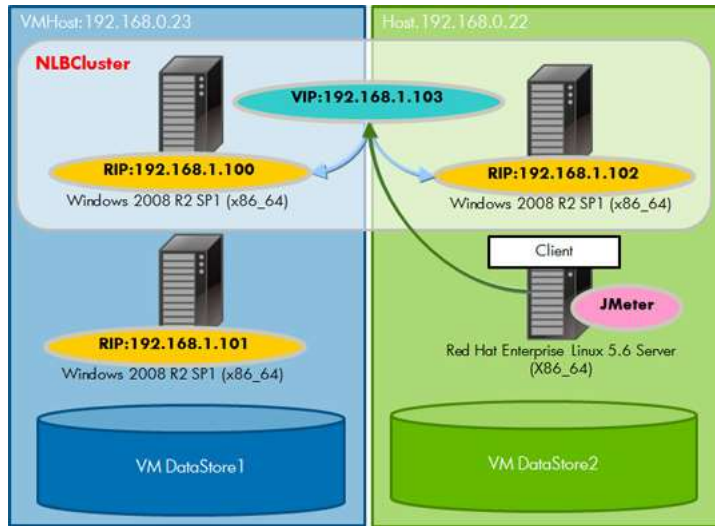 VMHost:192.168.0.23
Host.192.168.0.22
NLBCluster
VIP:192.168.1.103
RIP:192.168.1.100
Windows 2008 R2 SP1 (x86_64)
RIP:192.168.1.102
Windows 2008 R2 SP1 (x86_64)
Client
JMeter
Red Hat Enterprise Linux 5.6 Server
(X86_64)
RIP:192.168.1.101
Windows 2008 R2 SP1 (x86_64)
VM DataStore1
VM DataStore2